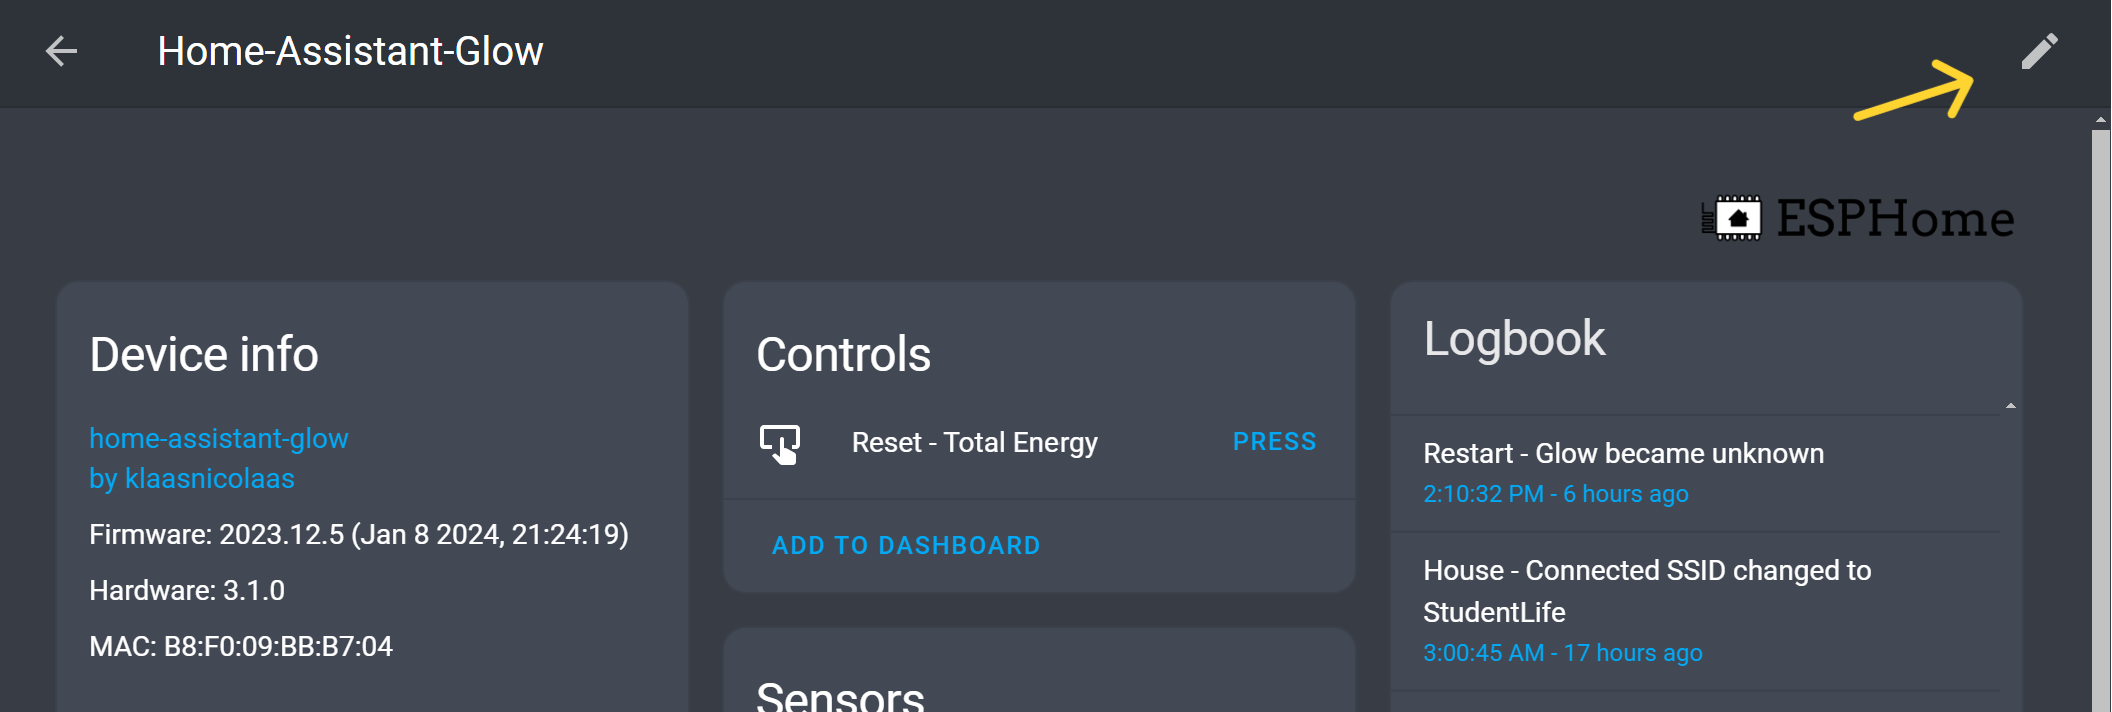 Home-Assistant-Glow
ESPHome
Device info
home-assistant-glow
by klaasnicolaas
Firmware: 2023.12.5 (Jan 8 2024, 21:24:19)
Hardware: 3.1.0
MAC: B8:F0:09:BB:B7:04
Controls
Reset - Total Energy
PRESS
ADD TO DASHBOARD
Sensors
Logbook
Restart - Glow became unknown
2:10:32 PM - 6 hours ago
House - Connected SSID changed to
StudentLife
3:00:45 AM - 17 hours ago